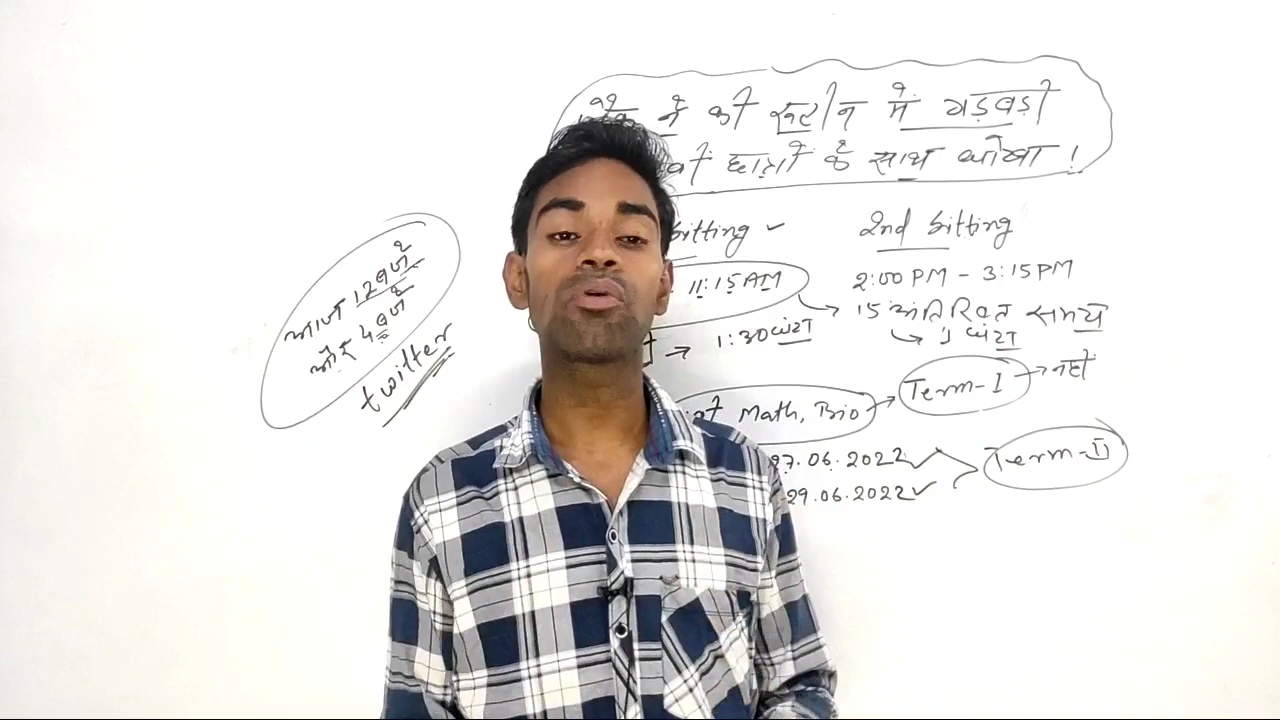 ने की रूटीन में गड़बड़ी
छात्रों के साथ धोखा !
sitting ✓
2nd sitting
11:15 AM
2:00 PM - 3:15 PM
→ 15 अतिरिक्त समय
→ 1:30 घंटा
↳ 1 घंटा
Math, Bio → Term-I → नहीं
27.06.2022 ✓
29.06.2022 ✓
Term-II
आज 12 बजे
और 5 बजे
twitter